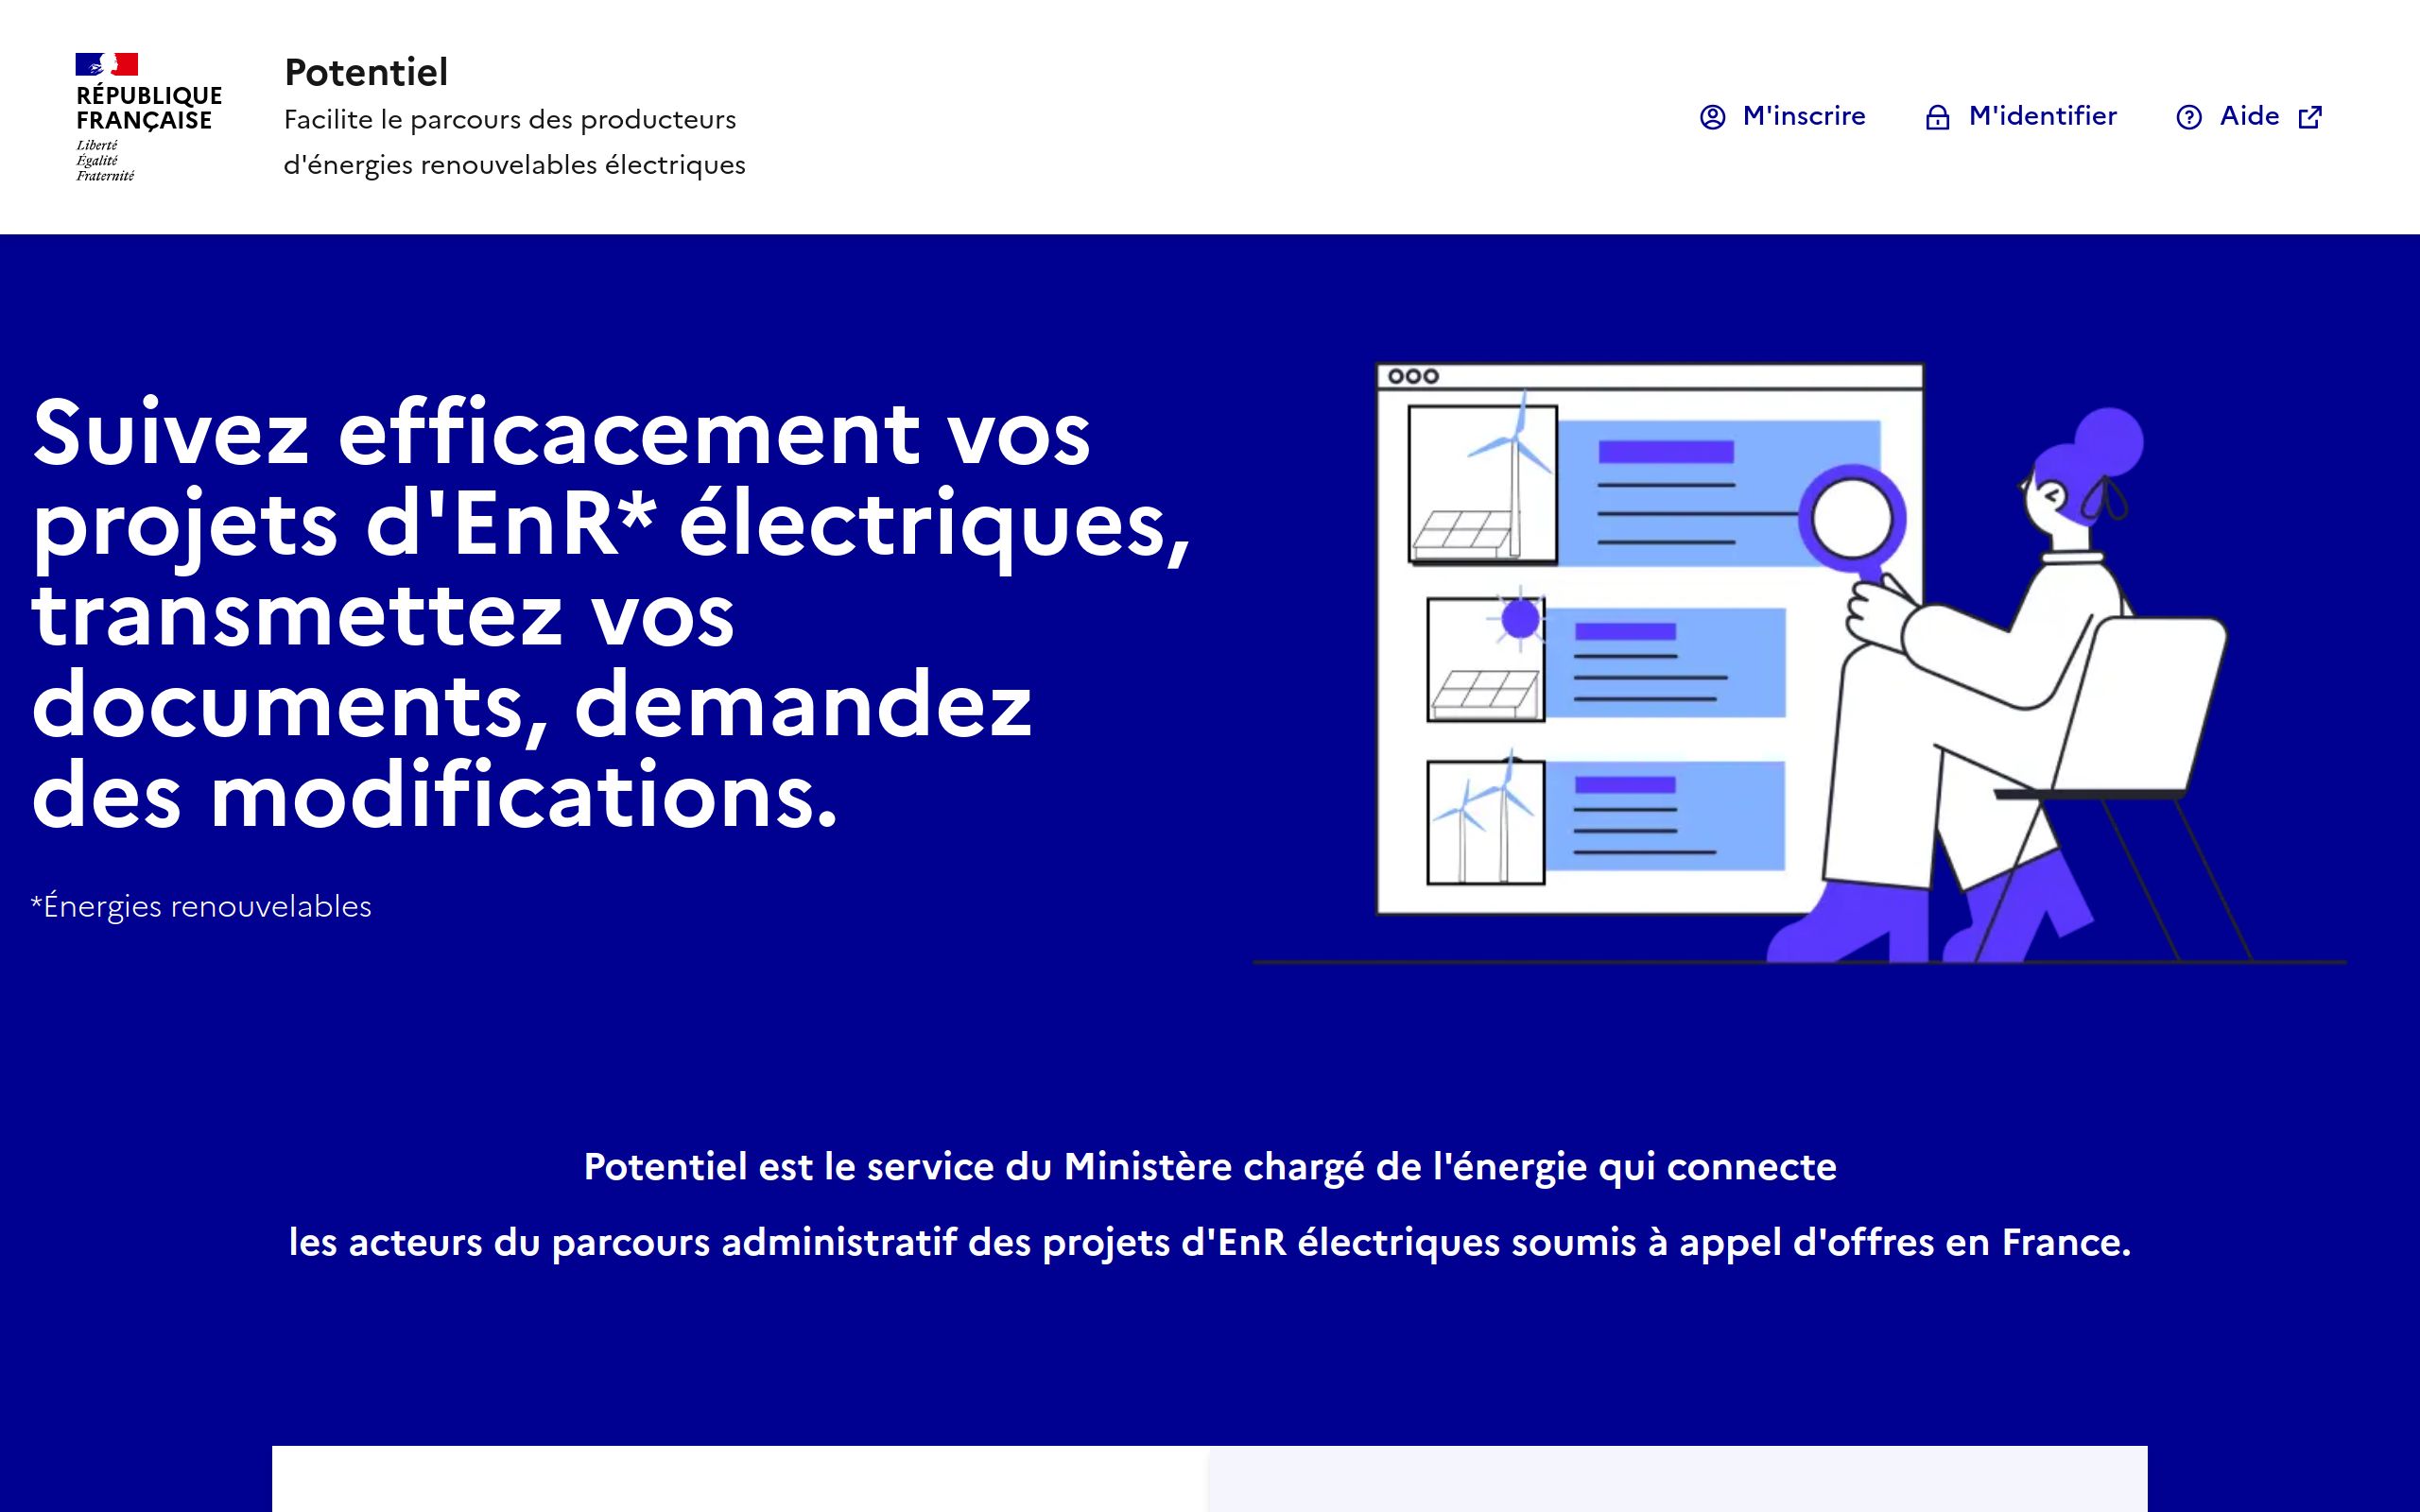 RÉPUBLIQUE
FRANÇAISE
Liberté
Égalité
Fraternité
Potentiel
Facilite le parcours des producteurs
d'énergies renouvelables électriques
M'inscrire
M'identifier
Aide
Suivez efficacement vos
projets d'EnR* électriques,
transmettez vos
documents, demandez
des modifications.
*Énergies renouvelables
Potentiel est le service du Ministère chargé de l'énergie qui connecte
les acteurs du parcours administratif des projets d'EnR électriques soumis à appel d'offres en France.